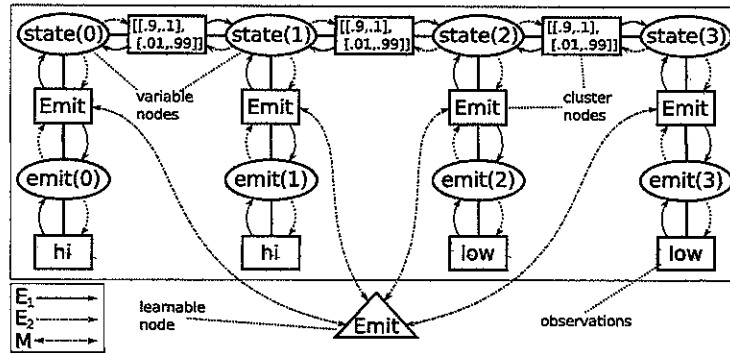 state(0)
[[.9,.1],
[.01,.99]]
state(1)
[[.9,.1],
[.01,.99]]
state(2)
[[.9,.1],
[.01,.99]]
state(3)
variable
nodes
cluster
nodes
Emit
Emit
Emit
Emit
emit(0)
emit(1)
emit(2)
emit(3)
hi
hi
low
low
E₁
E₂
M
learnable
node
Emit
observations